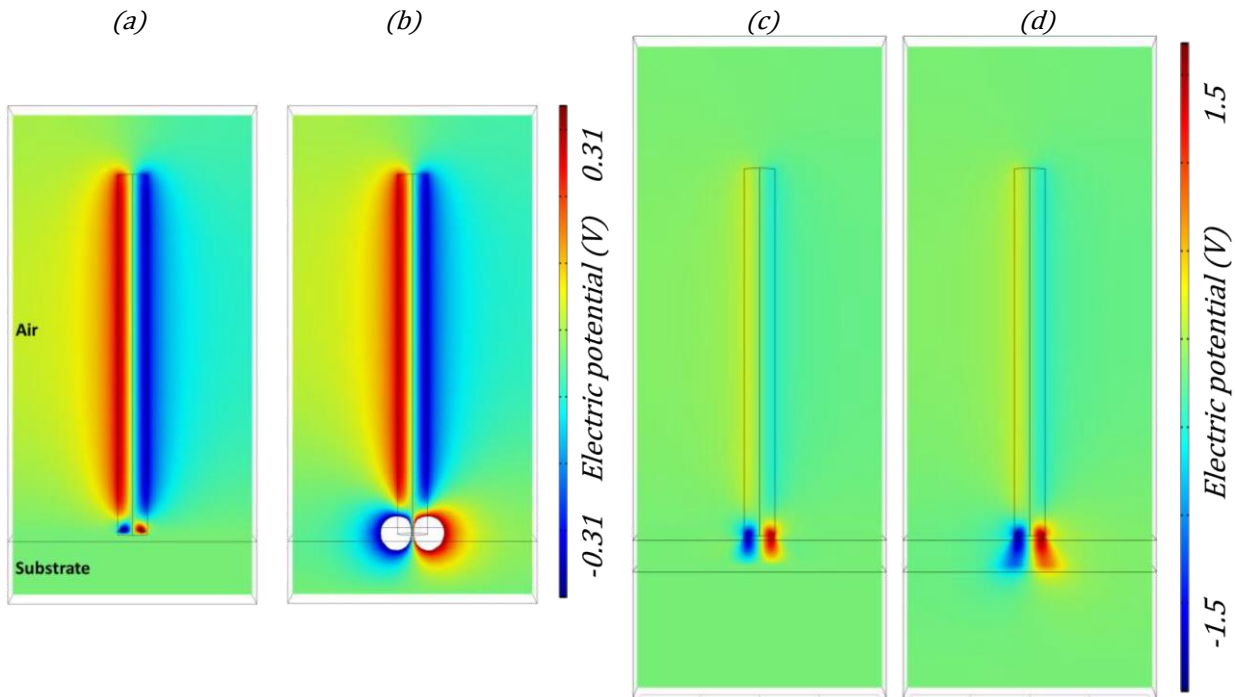 (a)
(b)
(c)
(d)
Air
Substrate
0.31
Electric potential (V)
-0.31
1.5
Electric potential (V)
-1.5